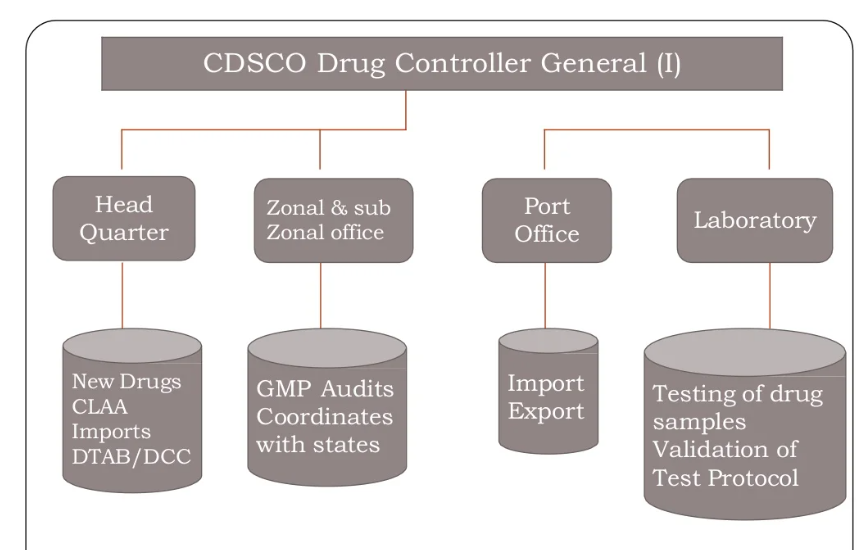 CDSCO Drug Controller General (I)
Head
Quarter
Zonal & sub
Zonal office
Port
Office
Laboratory
New Drugs
CLAA
Imports
DTAB/DCC
GMP Audits
Coordinates
with states
Import
Export
Testing of drug
samples
Validation of
Test Protocol